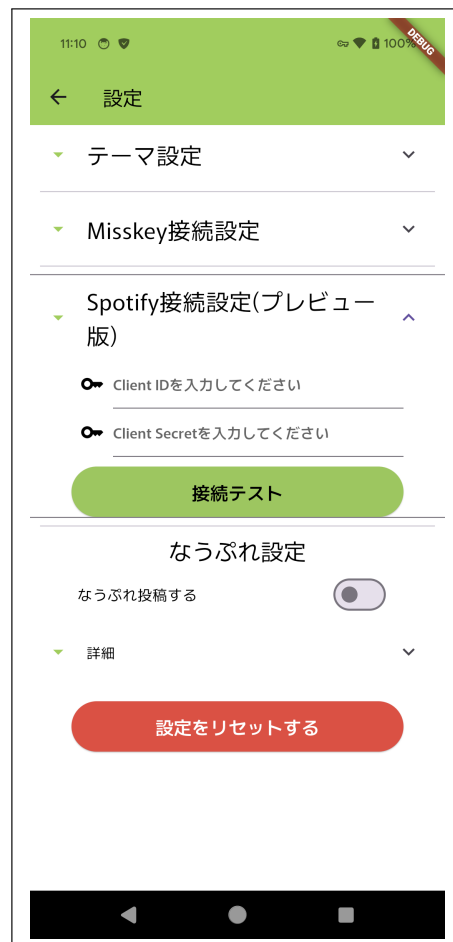 11:10
100%
DEBUG
設定
テーマ設定
Misskey接続設定
Spotify接続設定(プレビュー
版)
Client IDを入力してください
Client Secretを入力してください
接続テスト
なうぷれ設定
なうぷれ投稿する
詳細
設定をリセットする